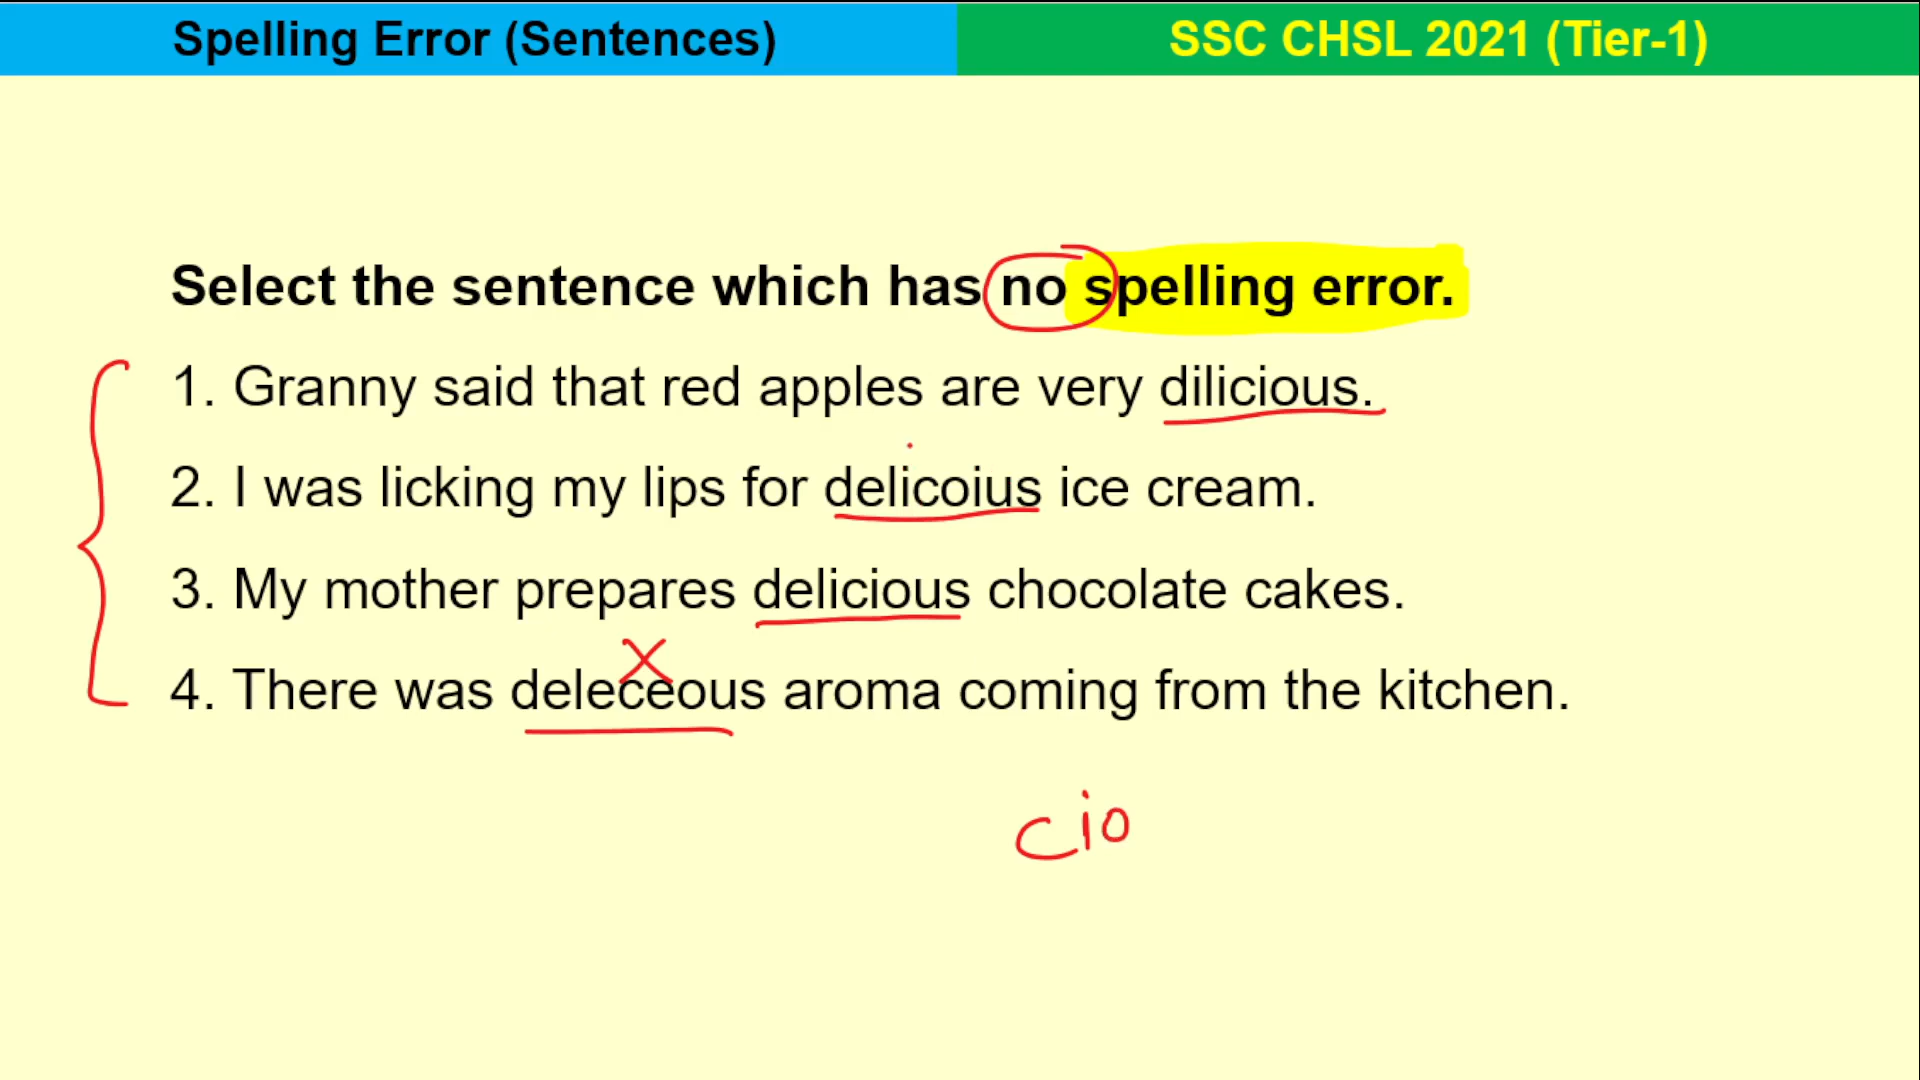 Spelling Error (Sentences)
SSC CHSL 2021 (Tier-1)
Select the sentence which has no spelling error.
1. Granny said that red apples are very dilicious.
2. I was licking my lips for delicoius ice cream.
3. My mother prepares delicious chocolate cakes.
4. There was deleceous aroma coming from the kitchen.
cio